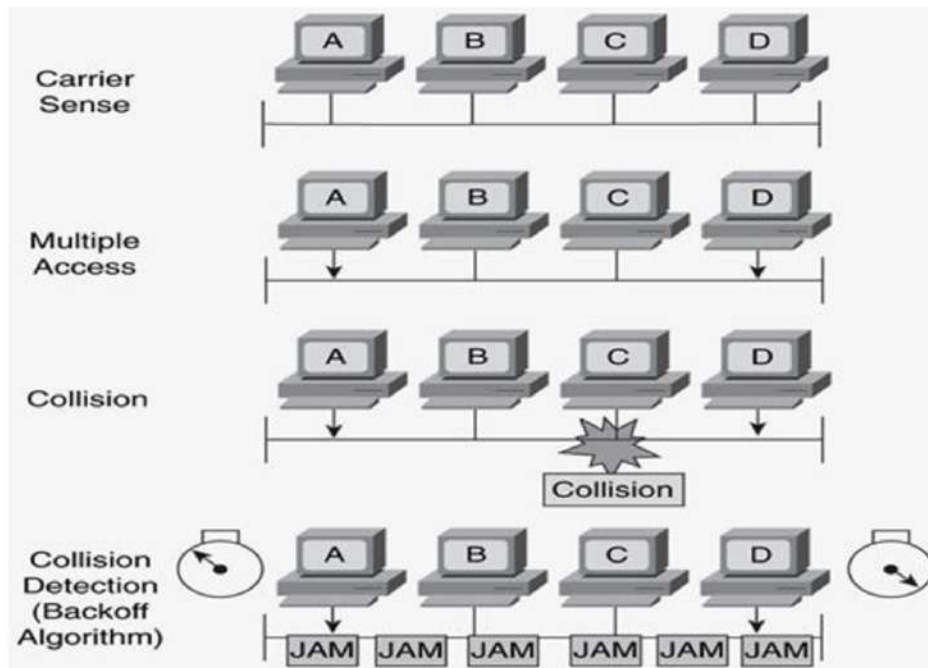 A B C D
Carrier
Sense
A B C D
Multiple
Access
A B C D
Collision
Collision
A B C D
Collision
Detection
(Backoff
Algorithm)
JAM JAM JAM JAM JAM JAM